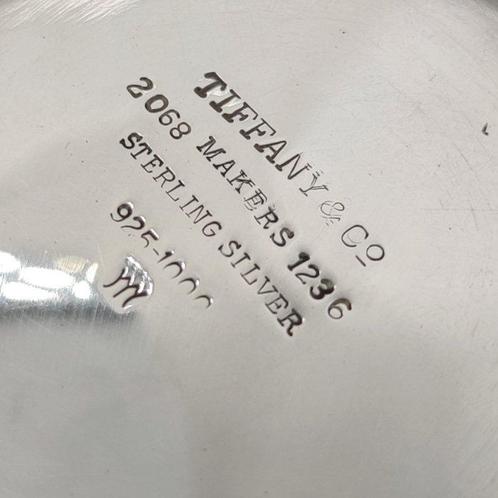 TIFFANY & CO
2068 MAKERS 1236
STERLING SILVER
925-1000
M